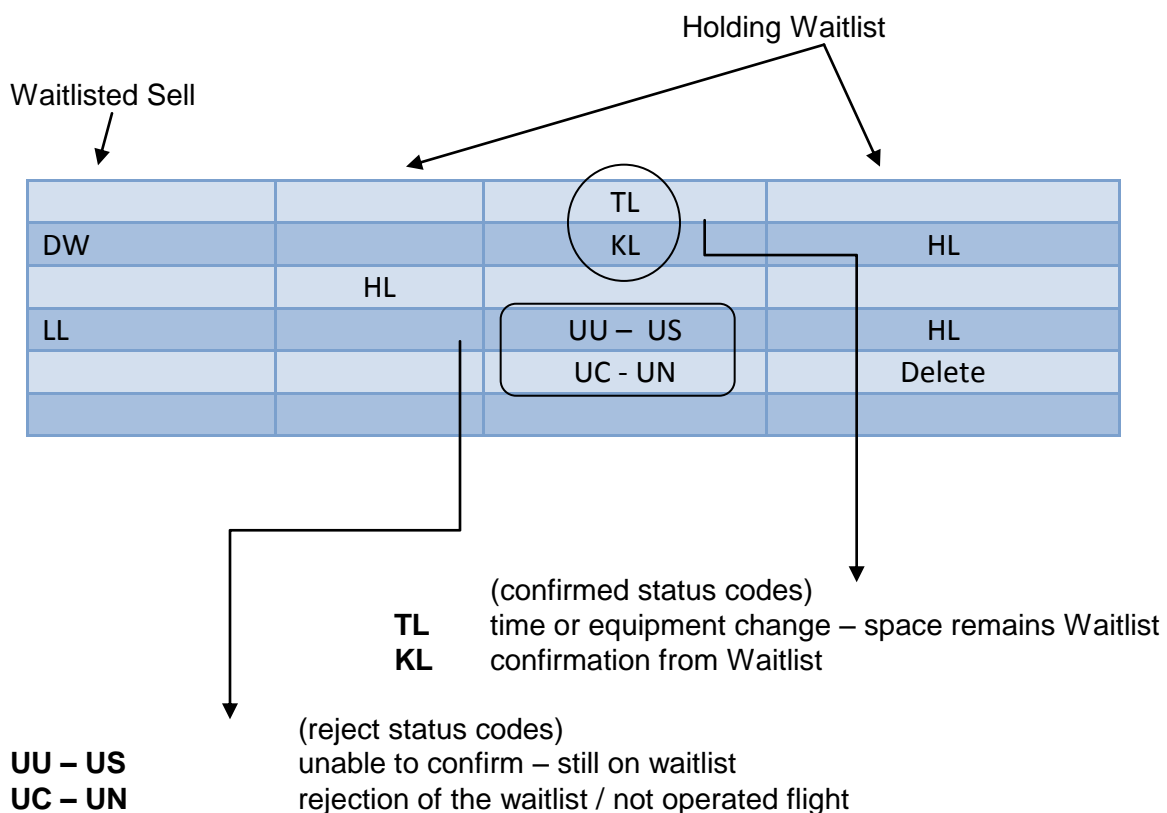 Holding Waitlist
Waitlisted Sell
TL
DW KL HL
HL
LL UU – US HL
UC - UN Delete
(confirmed status codes)
TL time or equipment change – space remains Waitlist
KL confirmation from Waitlist
(reject status codes)
UU – US unable to confirm – still on waitlist
UC – UN rejection of the waitlist / not operated flight